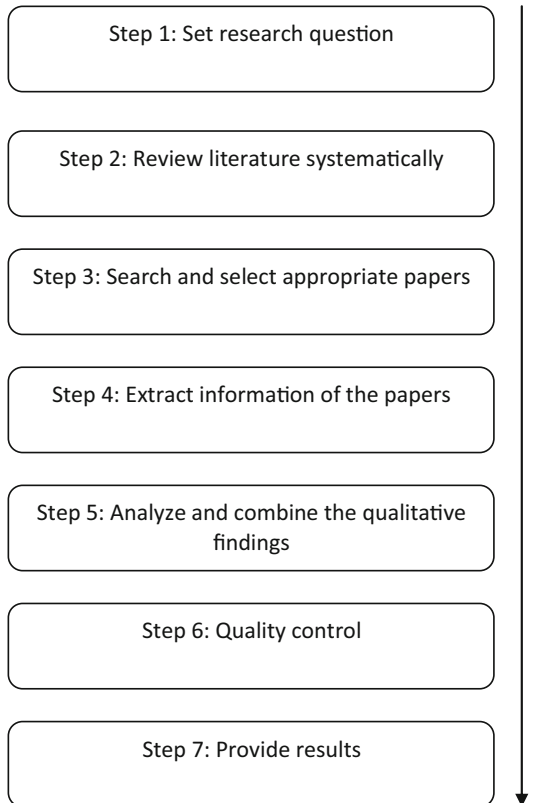 Step 1: Set research question
Step 2: Review literature systematically
Step 3: Search and select appropriate papers
Step 4: Extract information of the papers
Step 5: Analyze and combine the qualitative
findings
Step 6: Quality control
Step 7: Provide results